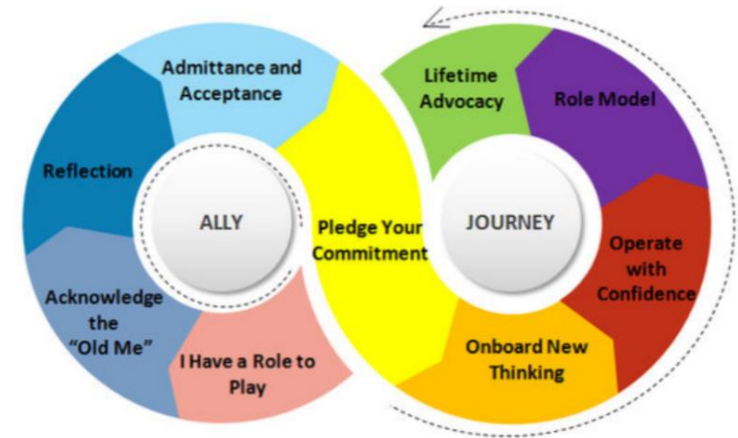 Admittance and
Acceptance
Reflection
ALLY
Acknowledge
the
“Old Me”
I Have a Role to
Play
Pledge Your
Commitment
Lifetime
Advocacy
Role Model
JOURNEY
Operate
with
Confidence
Onboard New
Thinking